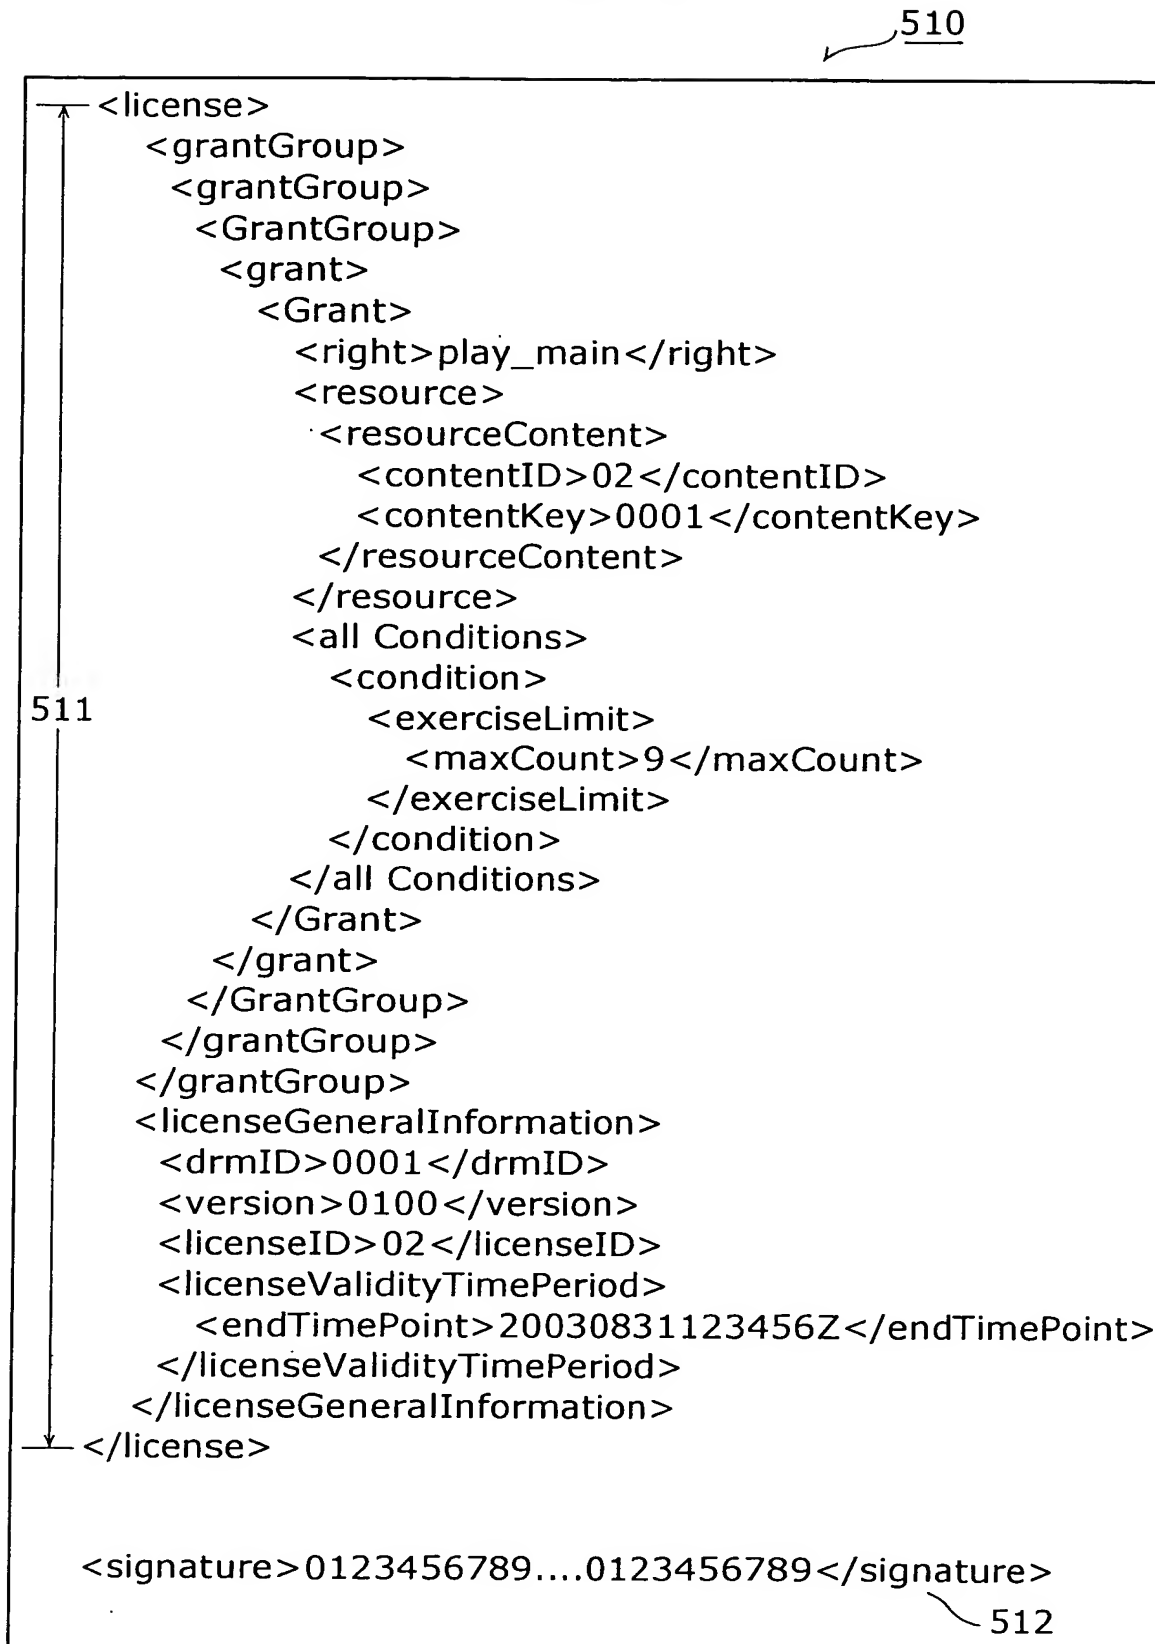 510
<license>
<grantGroup>
<grantGroup>
<GrantGroup>
<grant>
<Grant>
<right>play_main</right>
<resource>
<resourceContent>
<contentID>02</contentID>
<contentKey>0001</contentKey>
</resourceContent>
</resource>
<all Conditions>
<condition>
511
<exerciseLimit>
<maxCount>9</maxCount>
</exerciseLimit>
</condition>
</all Conditions>
</Grant>
</grant>
</GrantGroup>
</grantGroup>
</grantGroup>
<licenseGeneralInformation>
<drmID>0001</drmID>
<version>0100</version>
<licenseID>02</licenseID>
<licenseValidityTimePeriod>
<endTimePoint>20030831123456Z</endTimePoint>
</licenseValidityTimePeriod>
</licenseGeneralInformation>
</license>
<signature>0123456789....0123456789</signature>
512